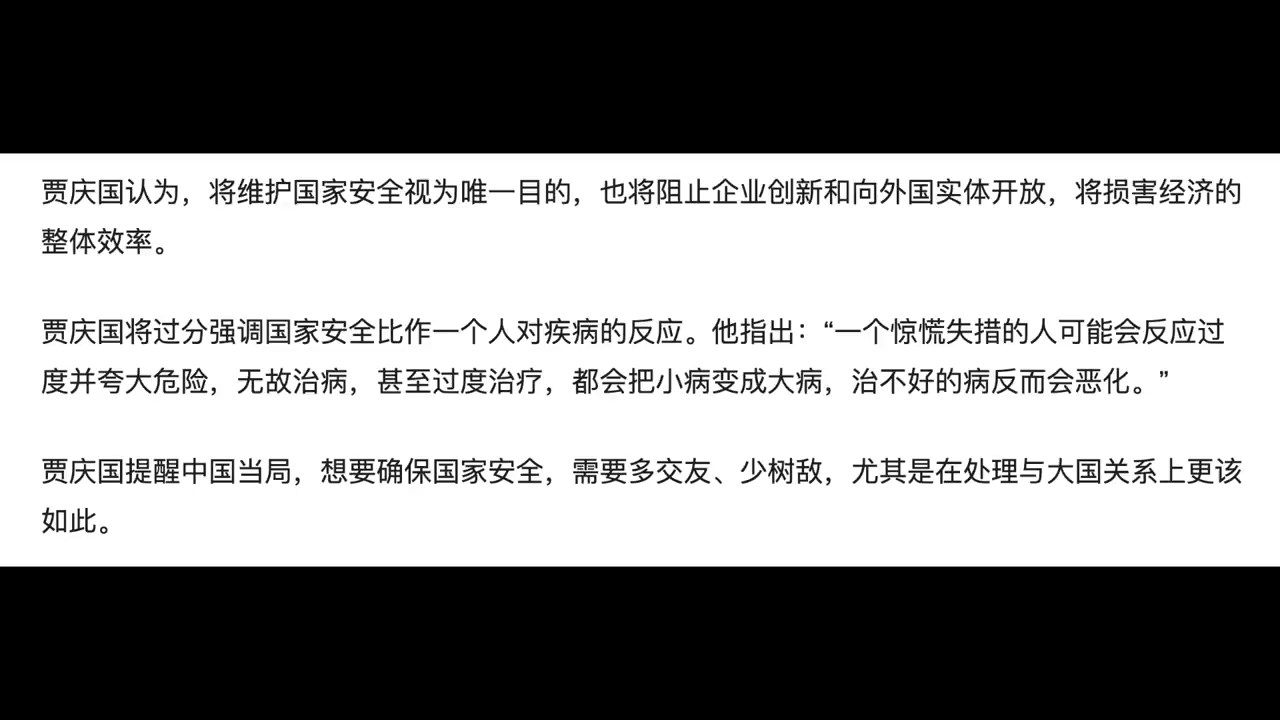 贾庆国认为，将维护国家安全视为唯一目的，也将阻止企业创新和向外国实体开放，将损害经济的
整体效率。
贾庆国将过分强调国家安全比作一个人对疾病的反应。他指出：“一个惊慌失措的人可能会反应过
度并夸大危险，无故治病，甚至过度治疗，都会把小病变成大病，治不好的病反而会恶化。”
贾庆国提醒中国当局，想要确保国家安全，需要多交友、少树敌，尤其是在处理与大国关系上更该
如此。